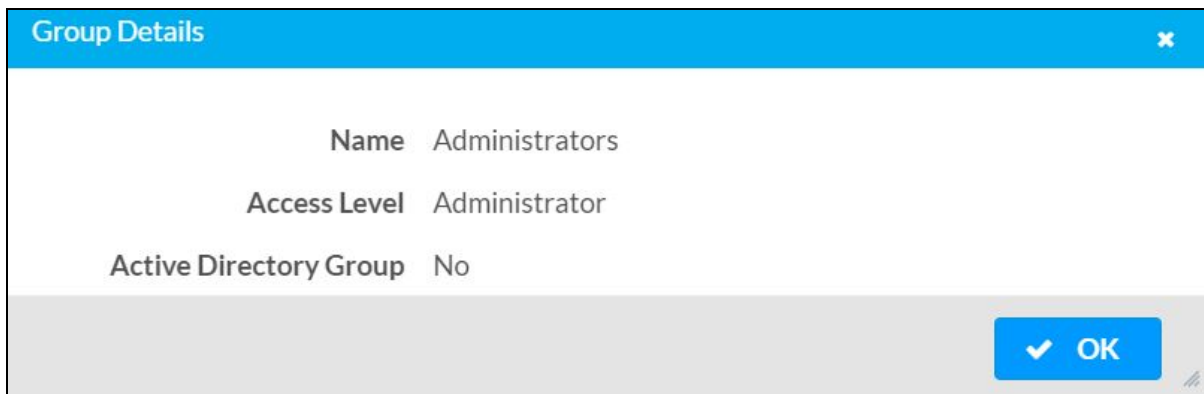 Group Details
Name Administrators
Access Level Administrator
Active Directory Group No
OK